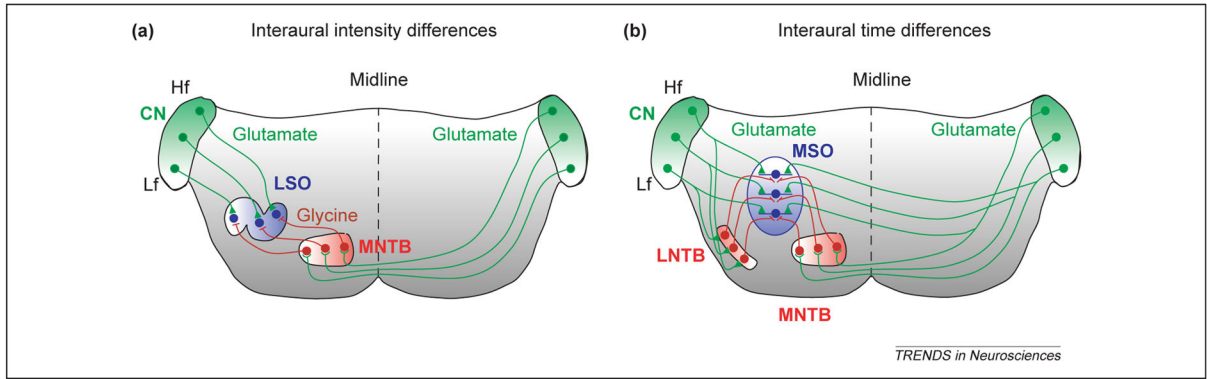 (a) Interaural intensity differences
Midline
Hf
CN
Glutamate
Glutamate
Lf
LSO
Glycine
MNTB
(b) Interaural time differences
Midline
Hf
CN
Glutamate
Glutamate
MSO
Lf
LNTB
MNTB
TRENDS in Neurosciences